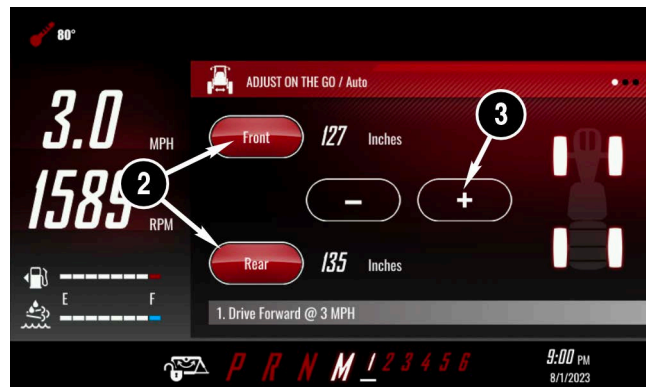 80°
ADJUST ON THE GO / Auto
3.0 MPH
Front 127 Inches
3
2
1589 RPM
− +
Rear 135 Inches
E F
1. Drive Forward @ 3 MPH
P R N M 1 2 3 4 5 6
9:00 PM
8/1/2023